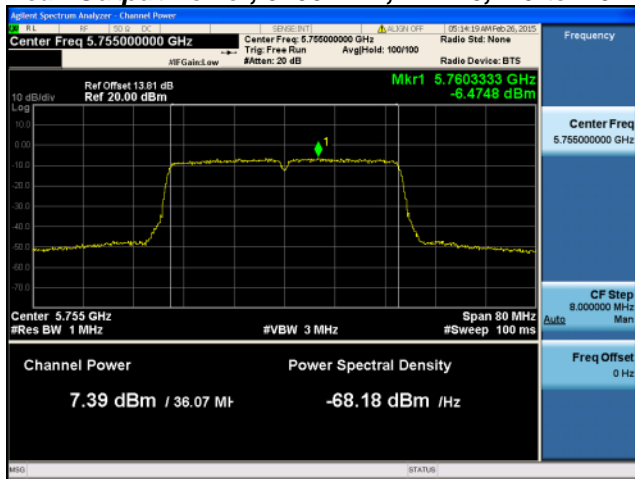 Agilent Spectrum Analyzer - Channel Power
RL RF 50 Ω DC SENSE:INT ALIGN OFF 05:14:19 AM Feb 26, 2015
Center Freq 5.755000000 GHz
#IFGain:Low
Center Freq: 5.755000000 GHz
Trig: Free Run Avg|Hold: 100/100
#Atten: 20 dB
Radio Std: None
Radio Device: BTS
Frequency
Ref Offset 13.81 dB
10 dB/div Ref 20.00 dBm
Log
Mkr1 5.7603333 GHz
-6.4748 dBm
10.0
0.00
-10.0
-20.0
-30.0
-40.0
-50.0
-60.0
-70.0
1
Center 5.755 GHz Span 80 MHz
#Res BW 1 MHz #VBW 3 MHz #Sweep 100 ms
Channel Power Power Spectral Density
7.39 dBm / 36.07 MH -68.18 dBm /Hz
Center Freq
5.755000000 GHz
CF Step
8.000000 MHz
Auto Man
Freq Offset
0 Hz
MSG STATUS